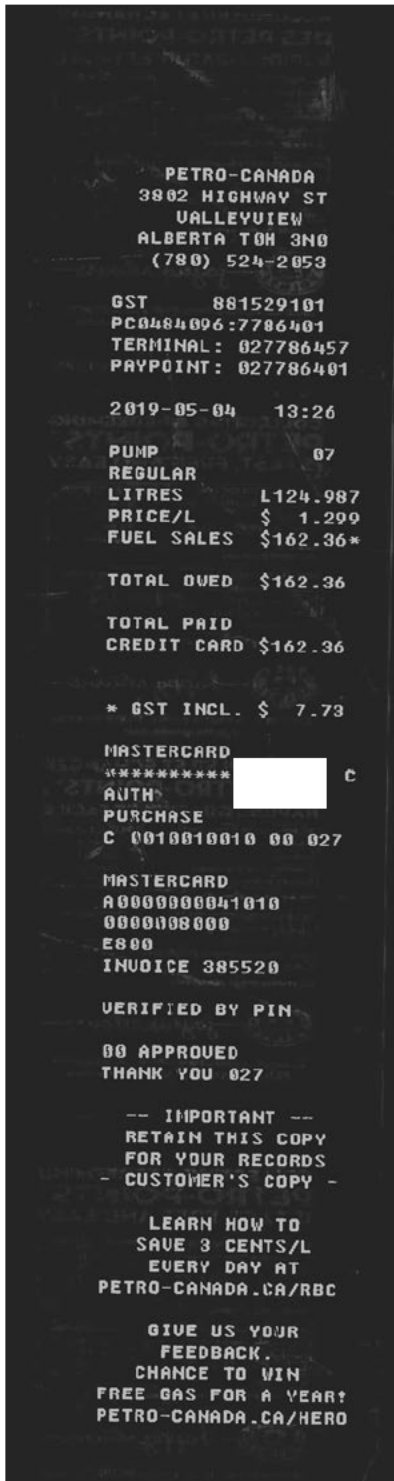 PETRO-CANADA
3802 HIGHWAY ST
VALLEYVIEW
ALBERTA T0H 3N0
(780) 524-2053
GST 881529101
PC0484096:7786401
TERMINAL: 027786457
PAYPOINT: 027786401
2019-05-04 13:26
PUMP 07
REGULAR
LITRES L124.987
PRICE/L $ 1.299
FUEL SALES $162.36*
TOTAL OWED $162.36
TOTAL PAID
CREDIT CARD $162.36
* GST INCL. $ 7.73
MASTERCARD
********** C
AUTH
PURCHASE
C 0010010010 00 027
MASTERCARD
A0000000041010
0000008000
E800
INVOICE 385520
VERIFIED BY PIN
00 APPROVED
THANK YOU 027
-- IMPORTANT --
RETAIN THIS COPY
FOR YOUR RECORDS
- CUSTOMER'S COPY -
LEARN HOW TO
SAVE 3 CENTS/L
EVERY DAY AT
PETRO-CANADA.CA/RBC
GIVE US YOUR
FEEDBACK.
CHANCE TO WIN
FREE GAS FOR A YEAR!
PETRO-CANADA.CA/HERO